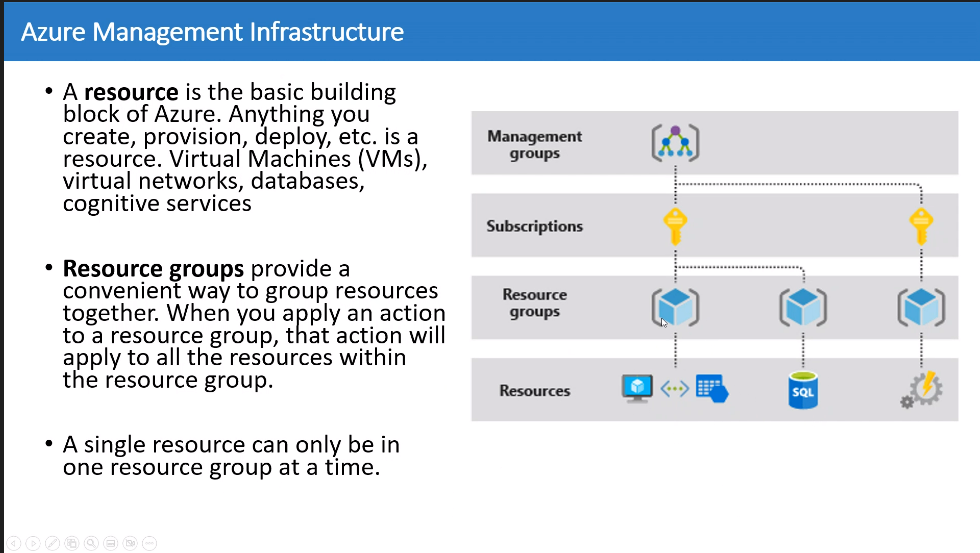 Azure Management Infrastructure
• A resource is the basic building
block of Azure. Anything you
create, provision, deploy, etc. is a
resource. Virtual Machines (VMs),
virtual networks, databases,
cognitive services
• Resource groups provide a
convenient way to group resources
together. When you apply an action
to a resource group, that action will
apply to all the resources within
the resource group.
• A single resource can only be in
one resource group at a time.
Management
groups
Subscriptions
Resource
groups
Resources
SQL